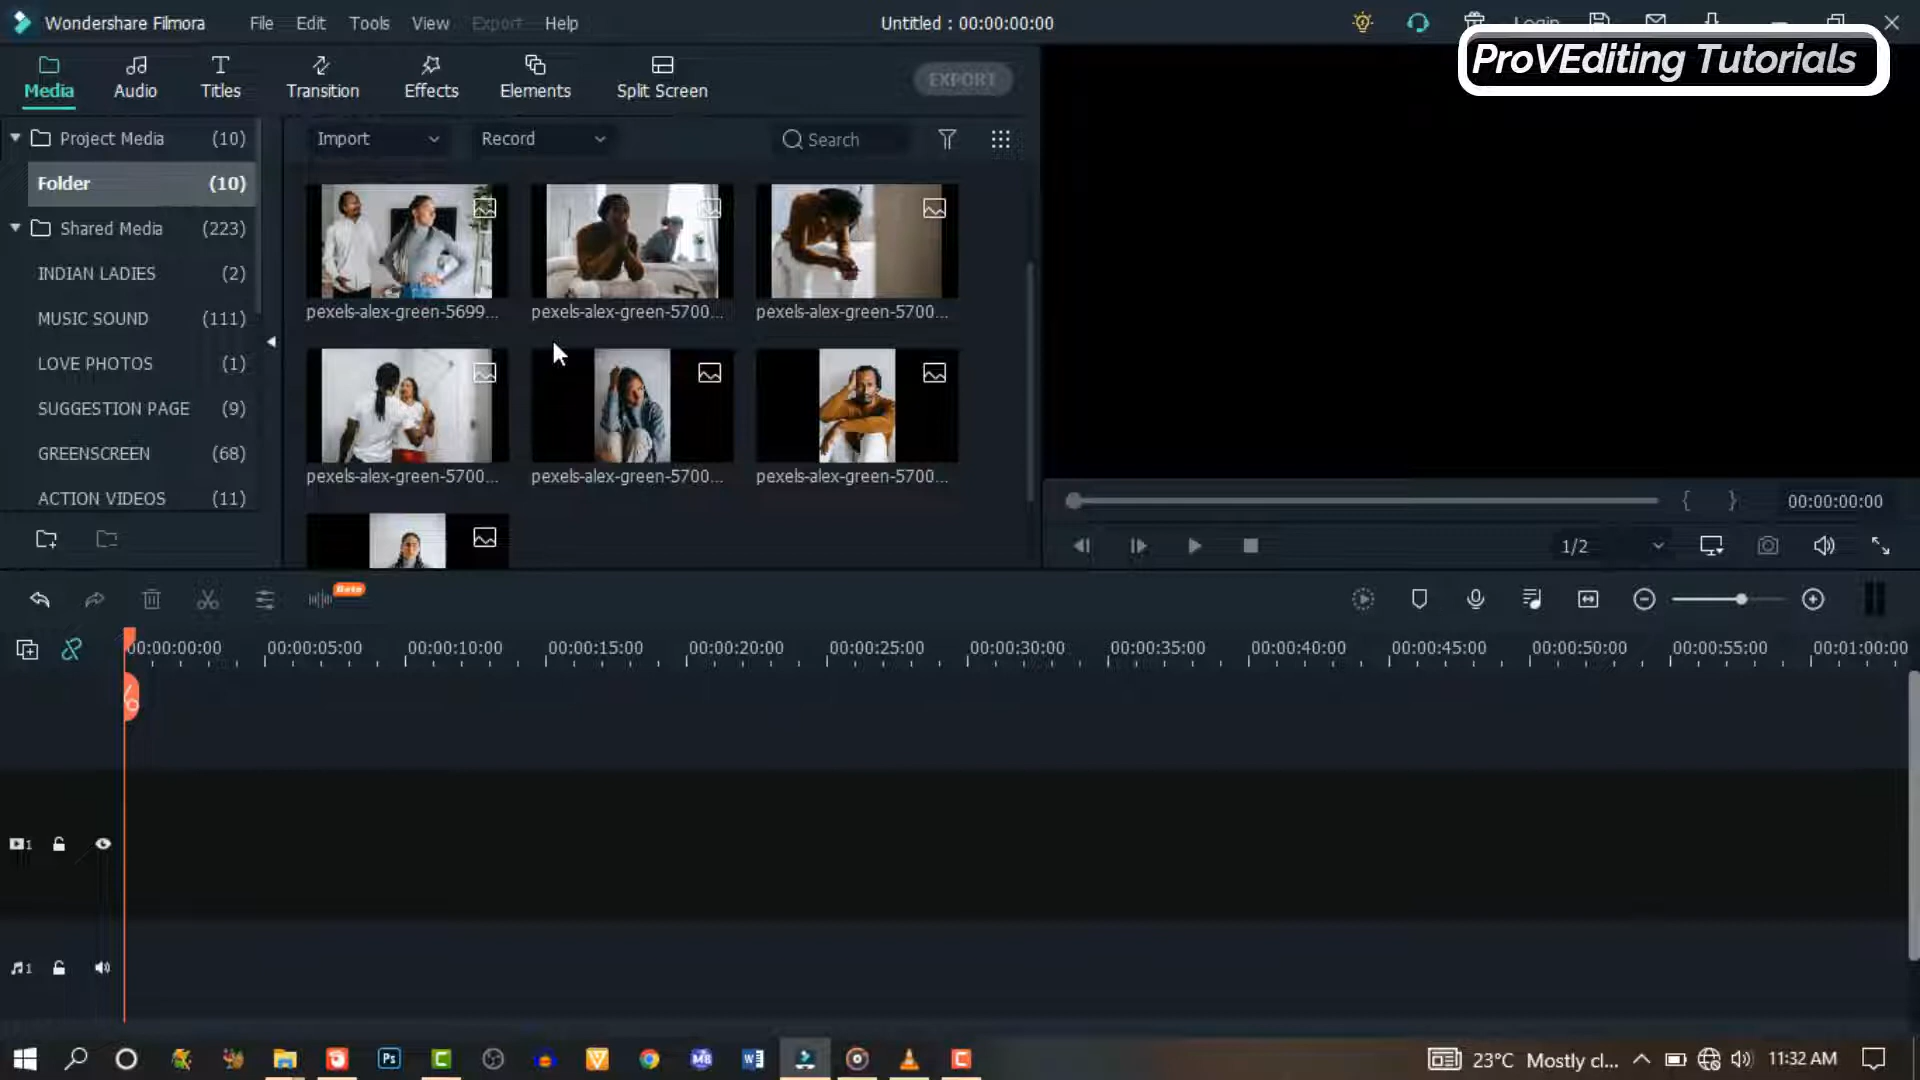 Wondershare Filmora File Edit Tools View Export Help Untitled : 00:00:00:00 Login
ProVEditing Tutorials
Media Audio Titles Transition Effects Elements Split Screen EXPORT
Project Media (10)
Import Record Search
Folder (10)
Shared Media (223)
INDIAN LADIES (2)
pexels-alex-green-5699... pexels-alex-green-5700... pexels-alex-green-5700...
MUSIC SOUND (111)
LOVE PHOTOS (1)
SUGGESTION PAGE (9)
GREENSCREEN (68)
pexels-alex-green-5700... pexels-alex-green-5700... pexels-alex-green-5700...
ACTION VIDEOS (11)
{ } 00:00:00:00
1/2
Beta
00:00:00:00 00:00:05:00 00:00:10:00 00:00:15:00 00:00:20:00 00:00:25:00 00:00:30:00 00:00:35:00 00:00:40:00 00:00:45:00 00:00:50:00 00:00:55:00 00:01:00:00
1
1
Ps C MB W C 23°C Mostly cl... 11:32 AM